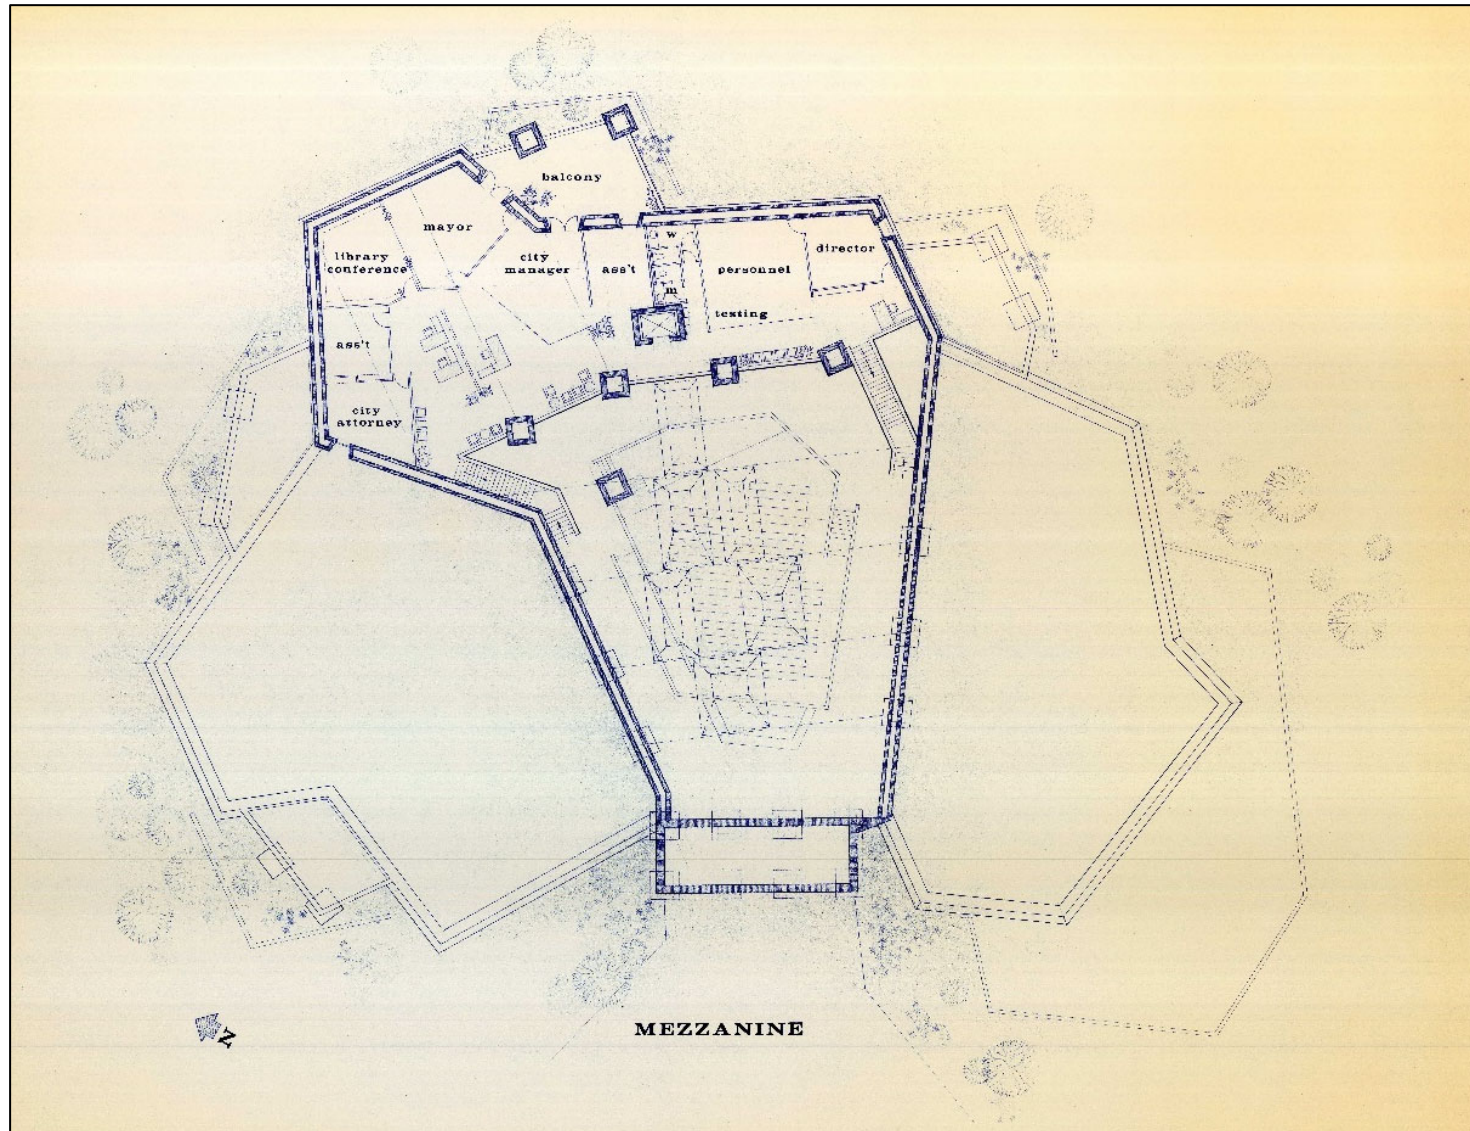 balcony
mayor
library
conference
city
manager
ass't
w
m
personnel
testing
director
ass't
city
attorney
N
MEZZANINE